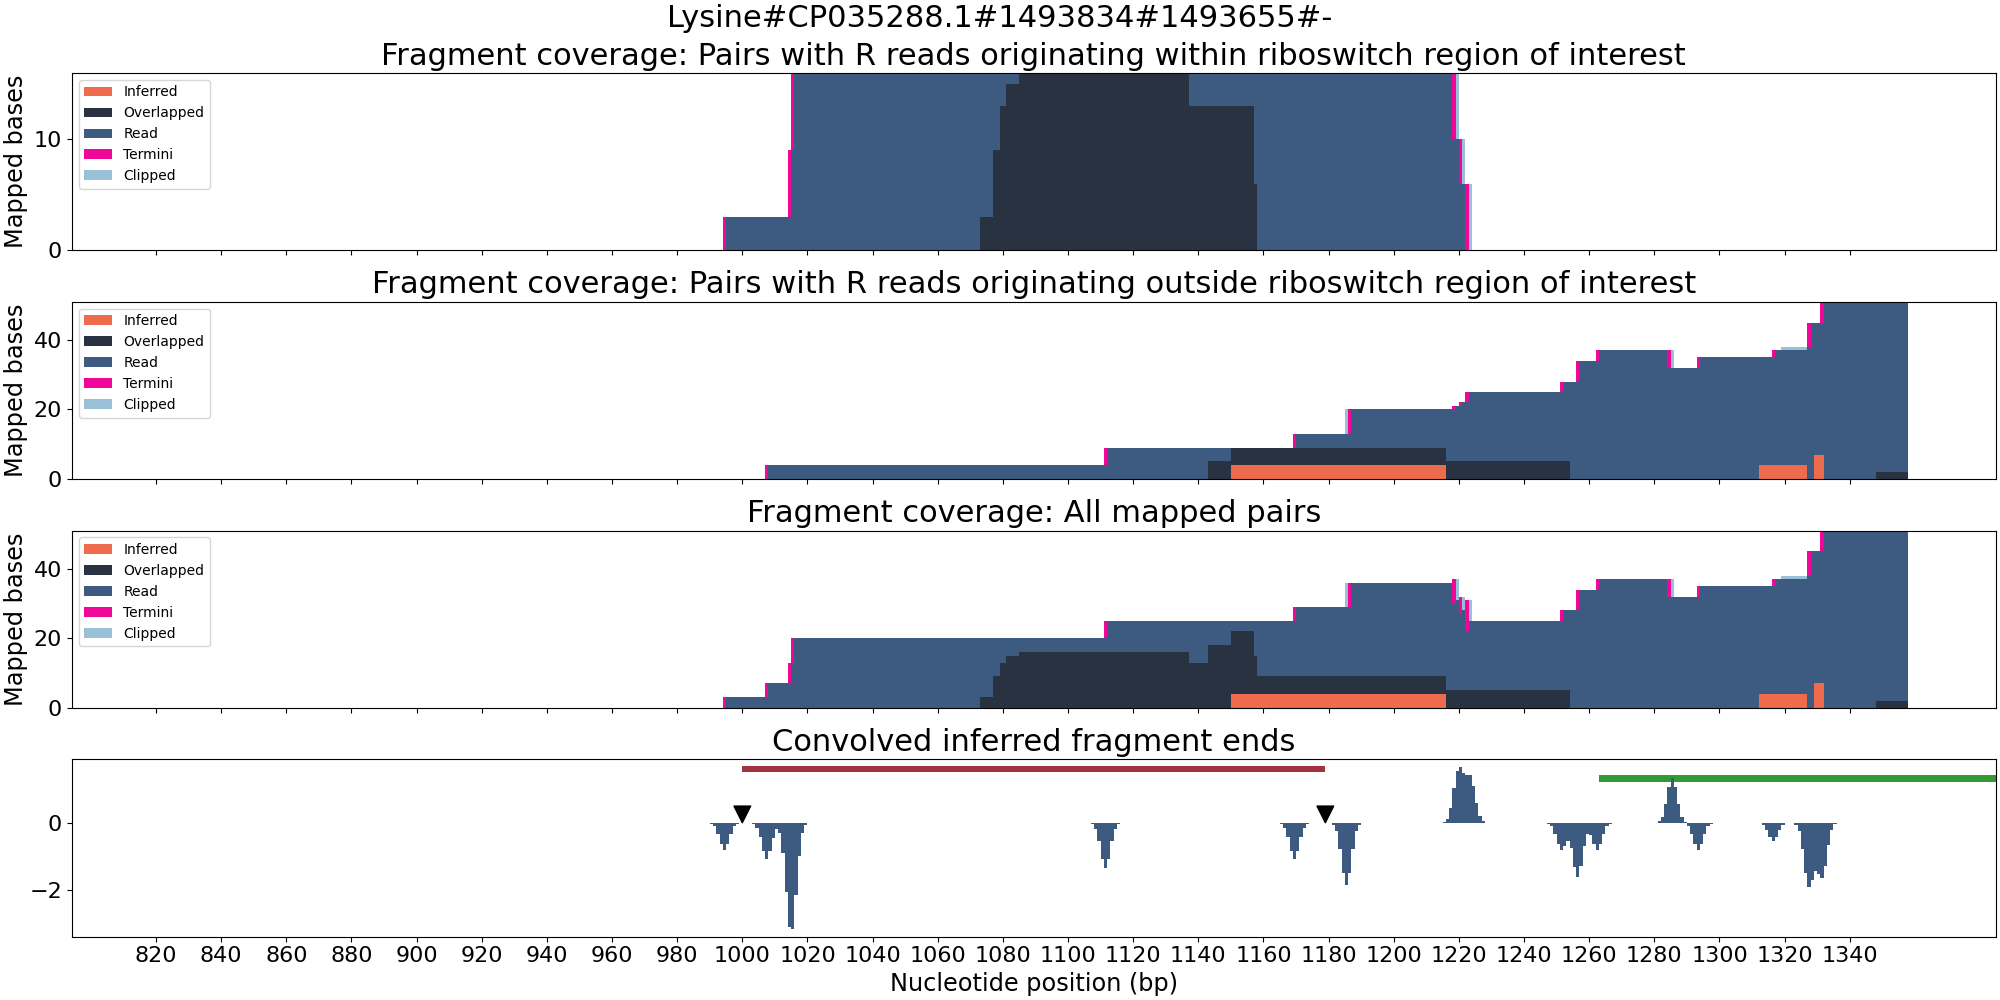 Lysine#CP035288.1#1493834#1493655#-
Fragment coverage: Pairs with R reads originating within riboswitch region of interest
Mapped bases
10
0
Inferred
Overlapped
Read
Termini
Clipped
Fragment coverage: Pairs with R reads originating outside riboswitch region of interest
Mapped bases
40
20
0
Inferred
Overlapped
Read
Termini
Clipped
Fragment coverage: All mapped pairs
Mapped bases
40
20
0
Inferred
Overlapped
Read
Termini
Clipped
Convolved inferred fragment ends
0
−2
820 840 860 880 900 920 940 960 980 1000 1020 1040 1060 1080 1100 1120 1140 1160 1180 1200 1220 1240 1260 1280 1300 1320 1340
Nucleotide position (bp)